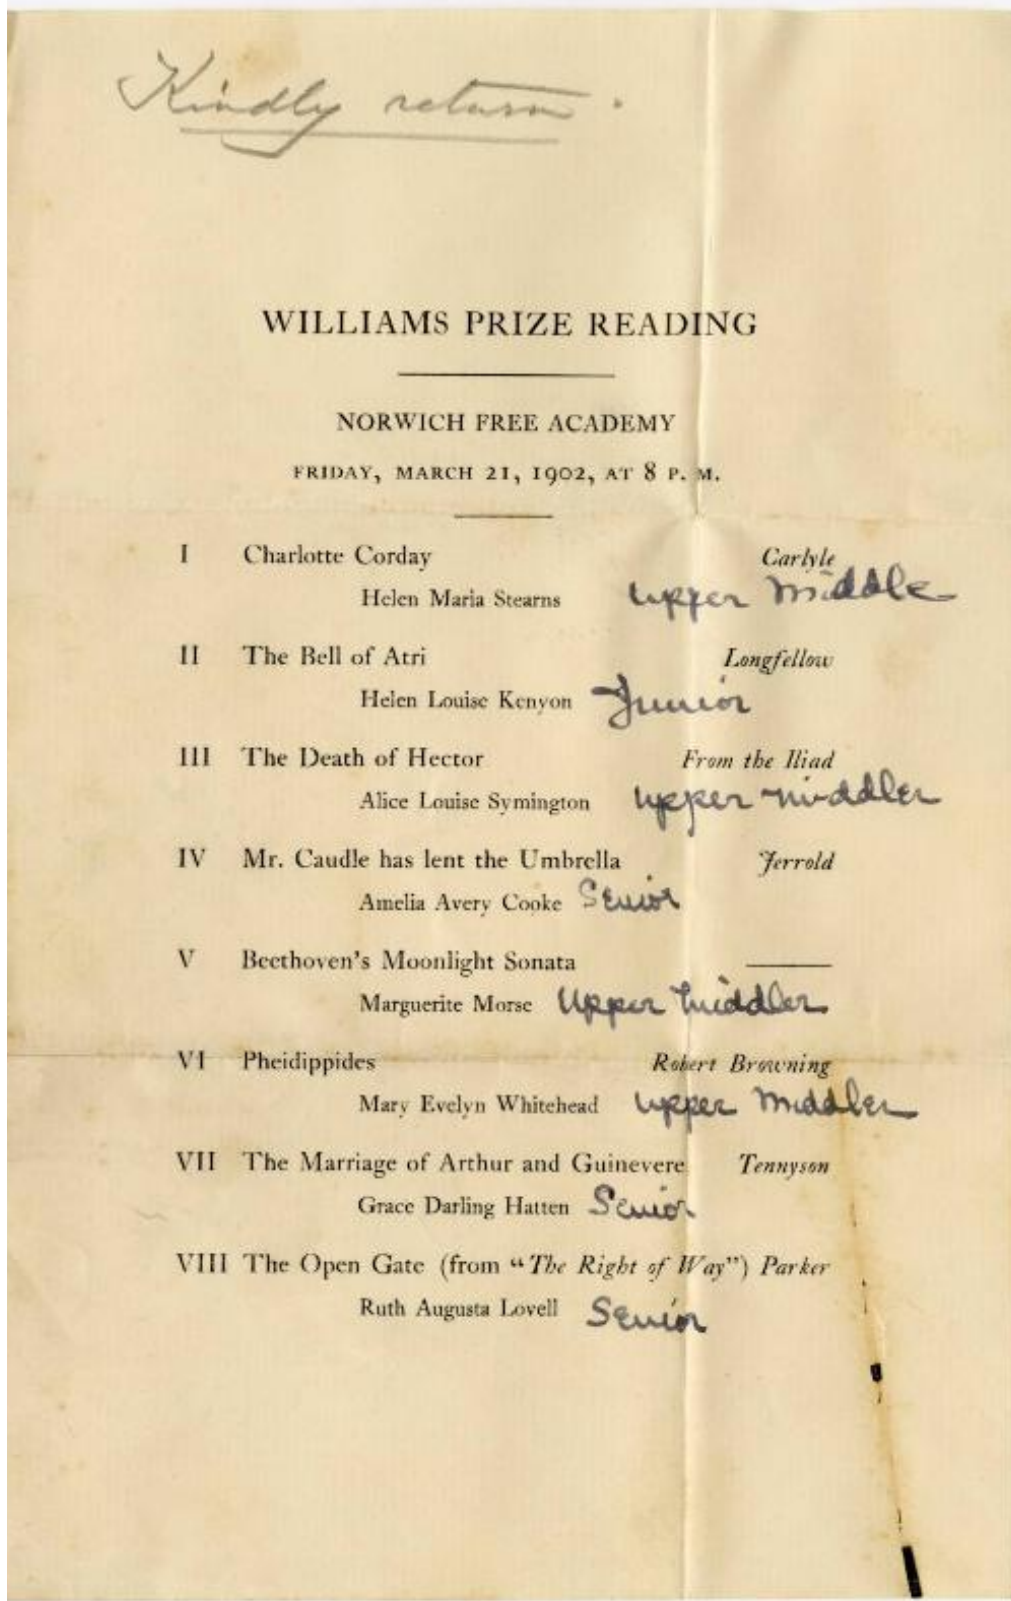 Kindly return.
WILLIAMS PRIZE READING
NORWICH FREE ACADEMY
FRIDAY, MARCH 21, 1902, AT 8 P. M.
I Charlotte Corday Carlyle
Helen Maria Stearns Upper Middle
II The Bell of Atri Longfellow
Helen Louise Kenyon Junior
III The Death of Hector From the Iliad
Alice Louise Symington Upper Middler
IV Mr. Caudle has lent the Umbrella Jerrold
Amelia Avery Cooke Senior
V Beethoven's Moonlight Sonata
Marguerite Morse Upper Middler
VI Pheidippides Robert Browning
Mary Evelyn Whitehead Upper Middler
VII The Marriage of Arthur and Guinevere Tennyson
Grace Darling Hatten Senior
VIII The Open Gate (from "The Right of Way") Parker
Ruth Augusta Lovell Senior